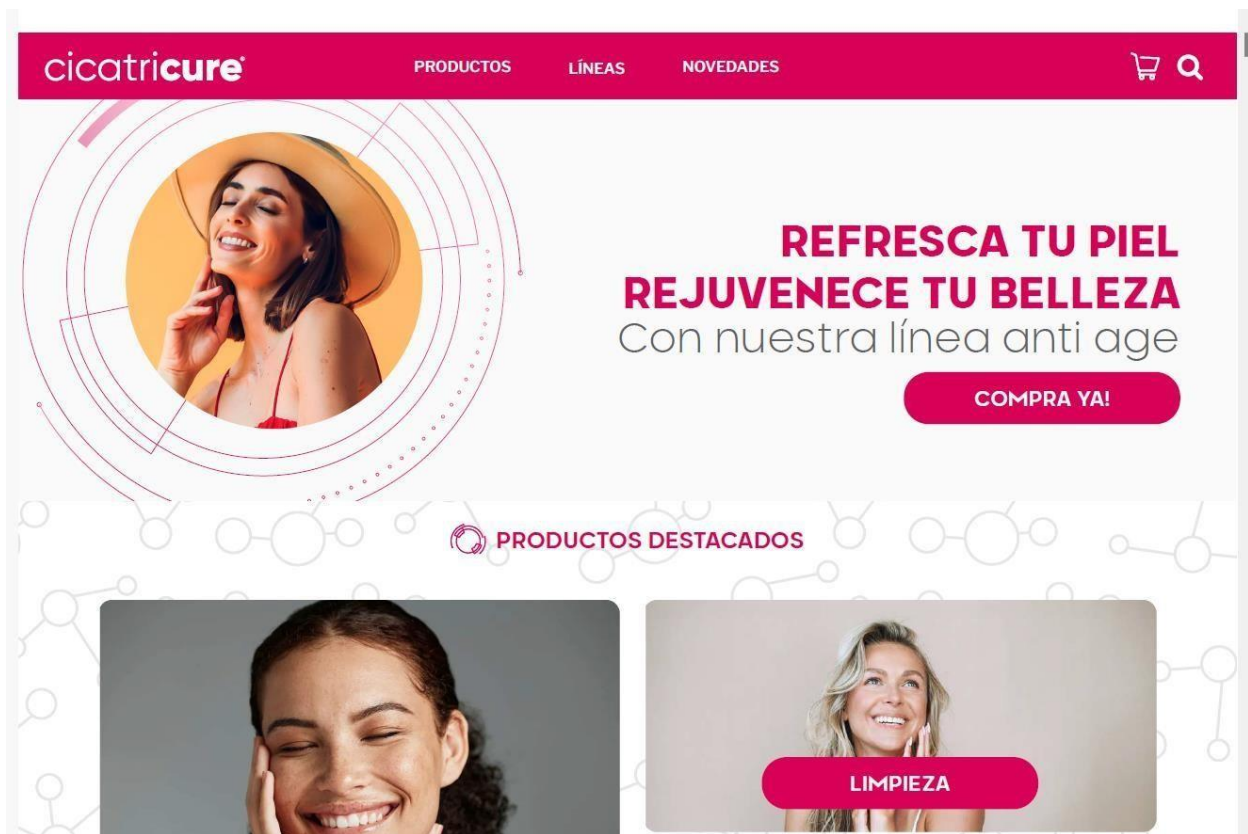 cicatricure®
PRODUCTOS
LÍNEAS
NOVEDADES
REFRESCA TU PIEL
REJUVENECE TU BELLEZA
Con nuestra línea anti age
COMPRA YA!
PRODUCTOS DESTACADOS
LIMPIEZA